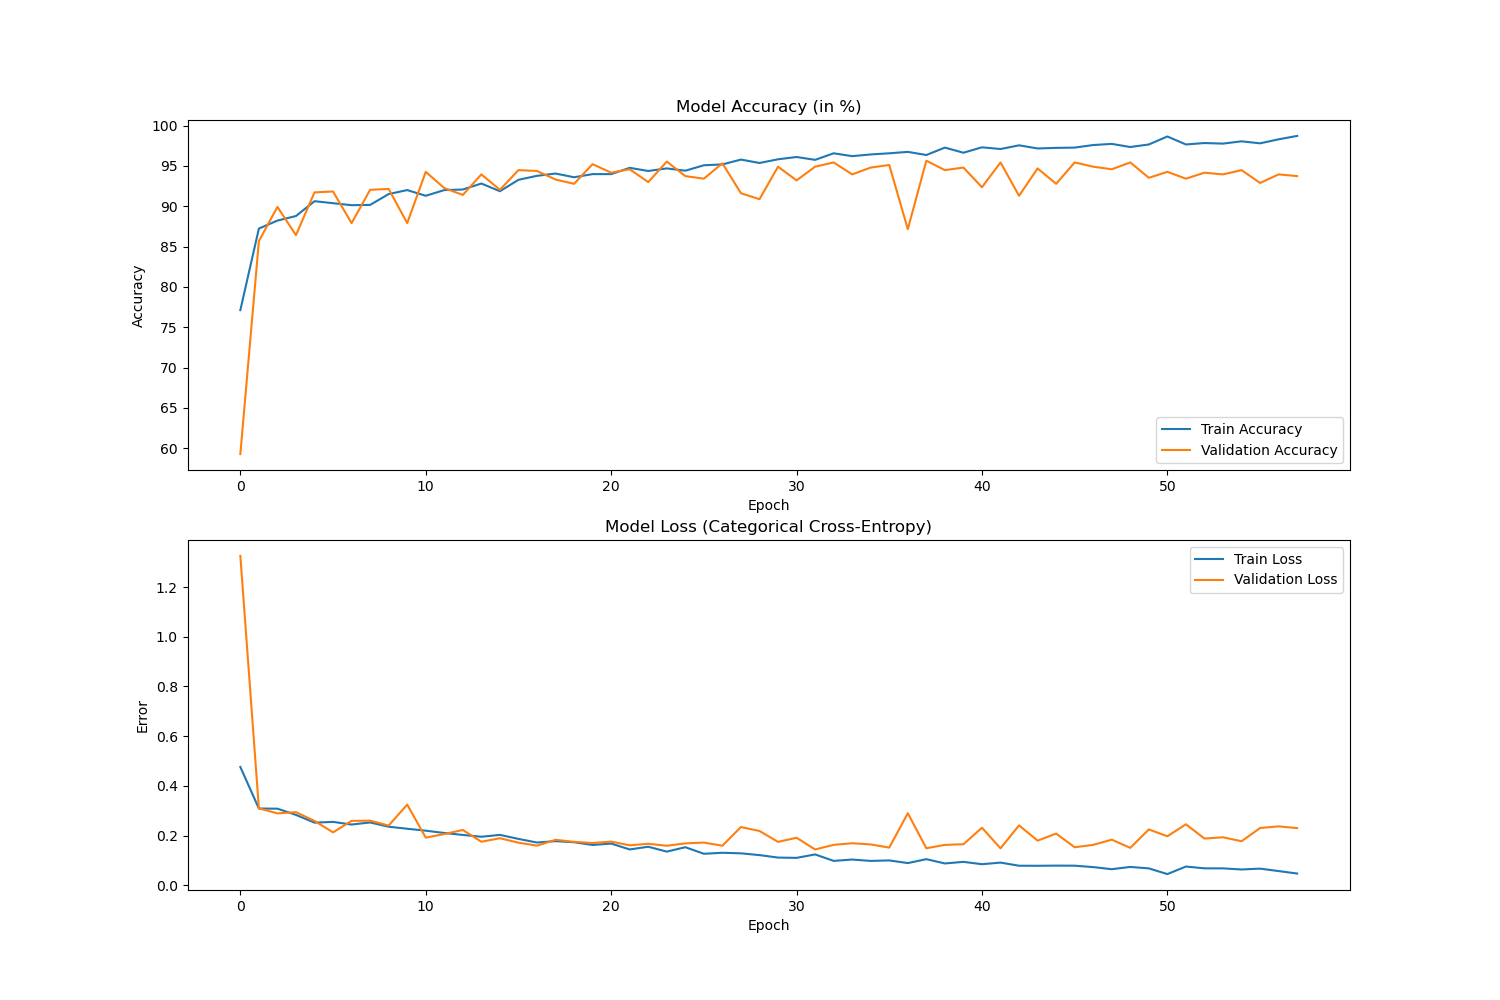 Model Accuracy (in %)
100
95
90
85
80
75
70
65
60
Accuracy
Train Accuracy
Validation Accuracy
0 10 20 30 40 50
Epoch
Model Loss (Categorical Cross-Entropy)
Train Loss
Validation Loss
1.2
1.0
0.8
0.6
0.4
0.2
0.0
Error
0 10 20 30 40 50
Epoch